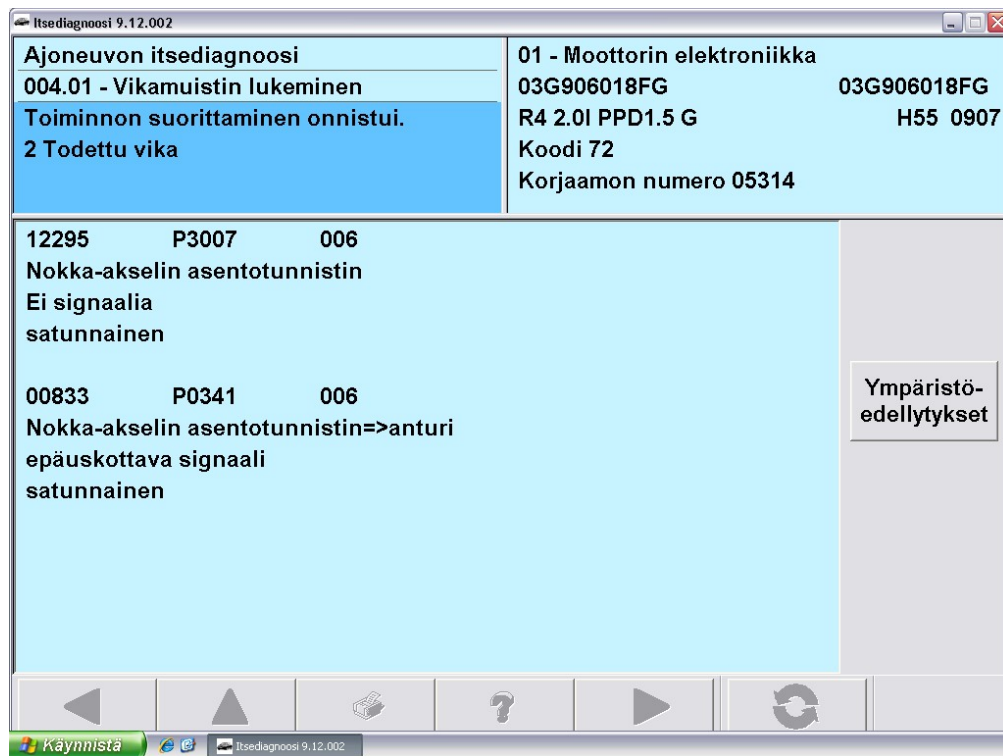 Itsediagnoosi 9.12.002
Ajoneuvon itsediagnoosi
004.01 - Vikamuistin lukeminen
Toiminnon suorittaminen onnistui.
2 Todettu vika
01 - Moottorin elektroniikka
03G906018FG 03G906018FG
R4 2.0l PPD1.5 G H55 0907
Koodi 72
Korjaamon numero 05314
12295 P3007 006
Nokka-akselin asentotunnistin
Ei signaalia
satunnainen
00833 P0341 006
Nokka-akselin asentotunnistin=>anturi
epäuskottava signaali
satunnainen
Ympäristö-
edellytykset
Käynnistä
Itsediagnoosi 9.12.002